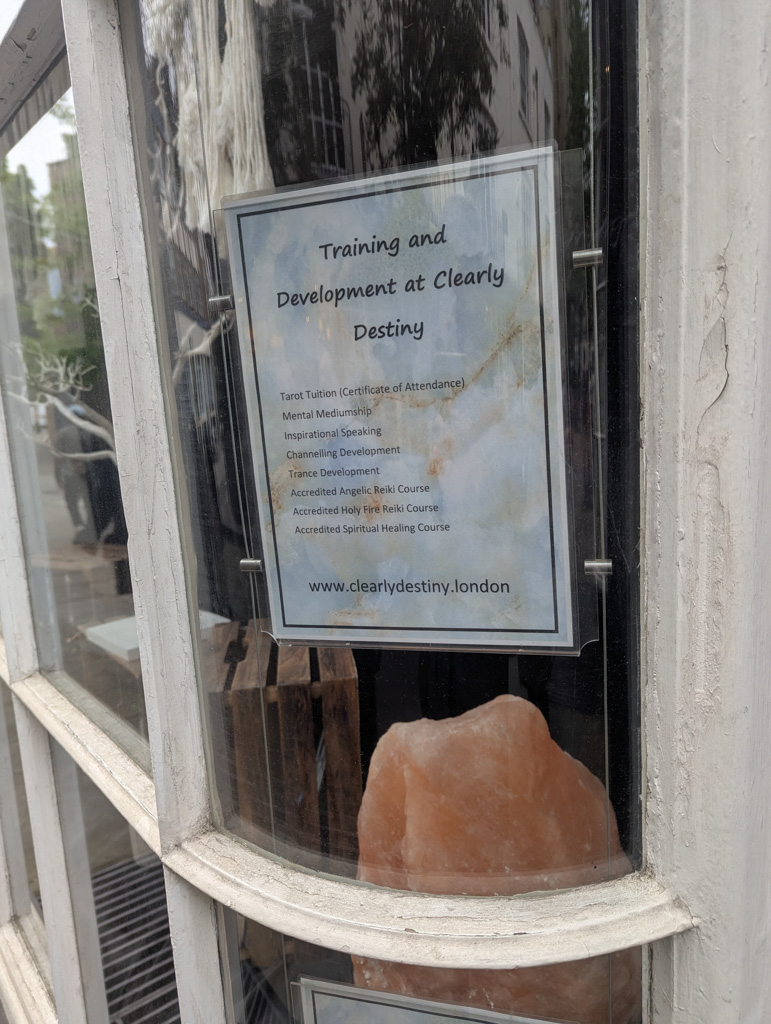 Training and
Development at Clearly
Destiny
Tarot Tuition (Certificate of Attendance)
Mental Mediumship
Inspirational Speaking
Channelling Development
Trance Development
Accredited Angelic Reiki Course
Accredited Holy Fire Reiki Course
Accredited Spiritual Healing Course
www.clearlydestiny.london